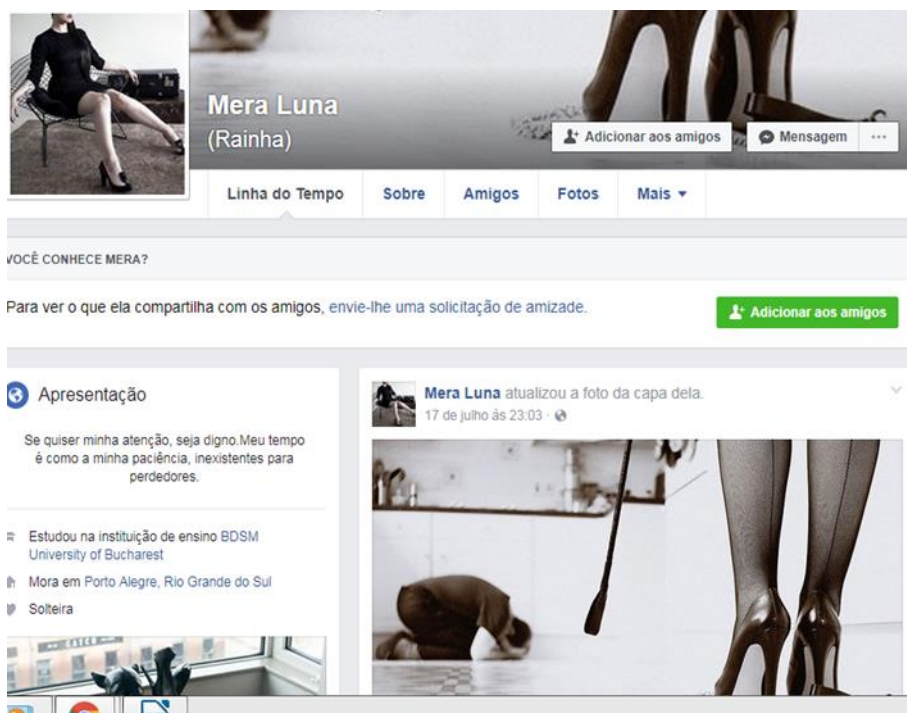 Mera Luna
(Rainha)
Adicionar aos amigos
Mensagem
Linha do Tempo
Sobre
Amigos
Fotos
Mais
VOCÊ CONHECE MERA?
Para ver o que ela compartilha com os amigos, envie-lhe uma solicitação de amizade.
Adicionar aos amigos
Apresentação
Se quiser minha atenção, seja digno.Meu tempo
é como a minha paciência, inexistentes para
perdedores.
Estudou na instituição de ensino BDSM
University of Bucharest
Mora em Porto Alegre, Rio Grande do Sul
Solteira
Mera Luna atualizou a foto da capa dela.
17 de julho às 23:03 ·